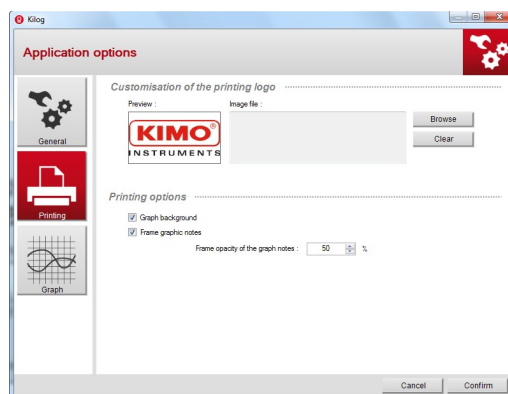 Kilog
Application options
Customisation of the printing logo
Preview :
Image file :
KIMO®
INSTRUMENTS
Browse
Clear
General
Printing
Graph
Printing options
Graph background
Frame graphic notes
Frame opacity of the graph notes : 50 %
Cancel
Confirm